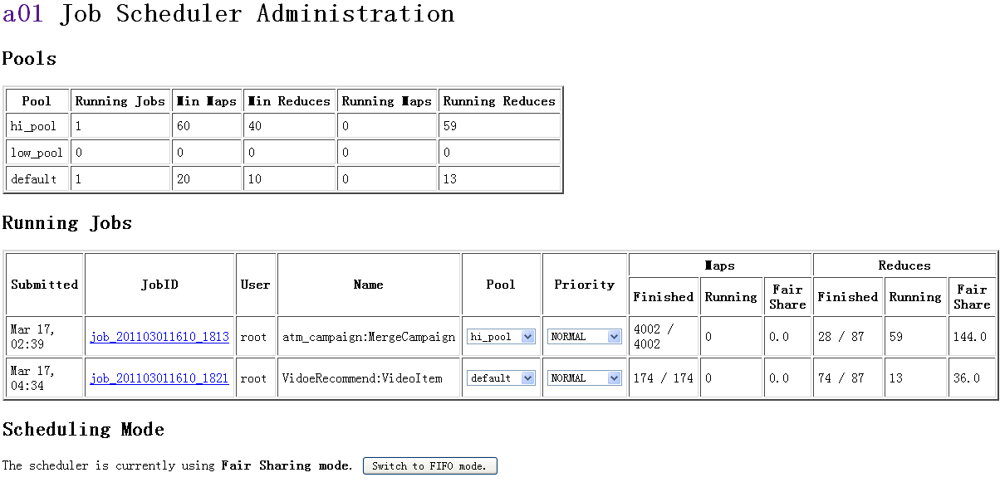 a01 Job Scheduler Administration
Pools
Pool Running Jobs Min Maps Min Reduces Running Maps Running Reduces
hi_pool 1 60 40 0 59
low_pool 0 0 0 0 0
default 1 20 10 0 13
Running Jobs
Submitted JobID User Name Pool Priority Maps Reduces
Finished Running Fair Share Finished Running Fair Share
Mar 17, 02:39 job_201103011610_1813 root atm_campaign:MergeCampaign hi_pool NORMAL 4002 / 4002 0 0.0 28 / 87 59 144.0
Mar 17, 04:34 job_201103011610_1821 root VidoeRecommend:VideoItem default NORMAL 174 / 174 0 0.0 74 / 87 13 36.0
Scheduling Mode
The scheduler is currently using Fair Sharing mode. Switch to FIFO mode.